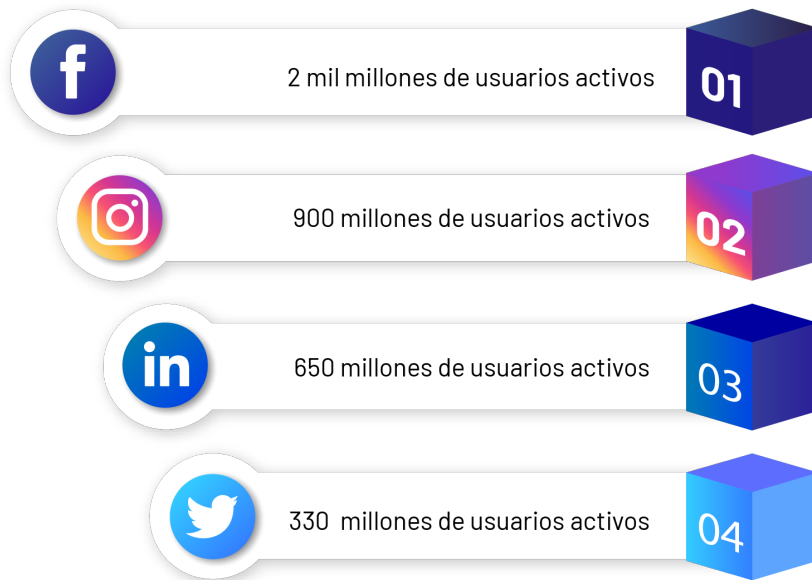 f
2 mil millones de usuarios activos
01
900 millones de usuarios activos
02
in
650 millones de usuarios activos
03
330 millones de usuarios activos
04